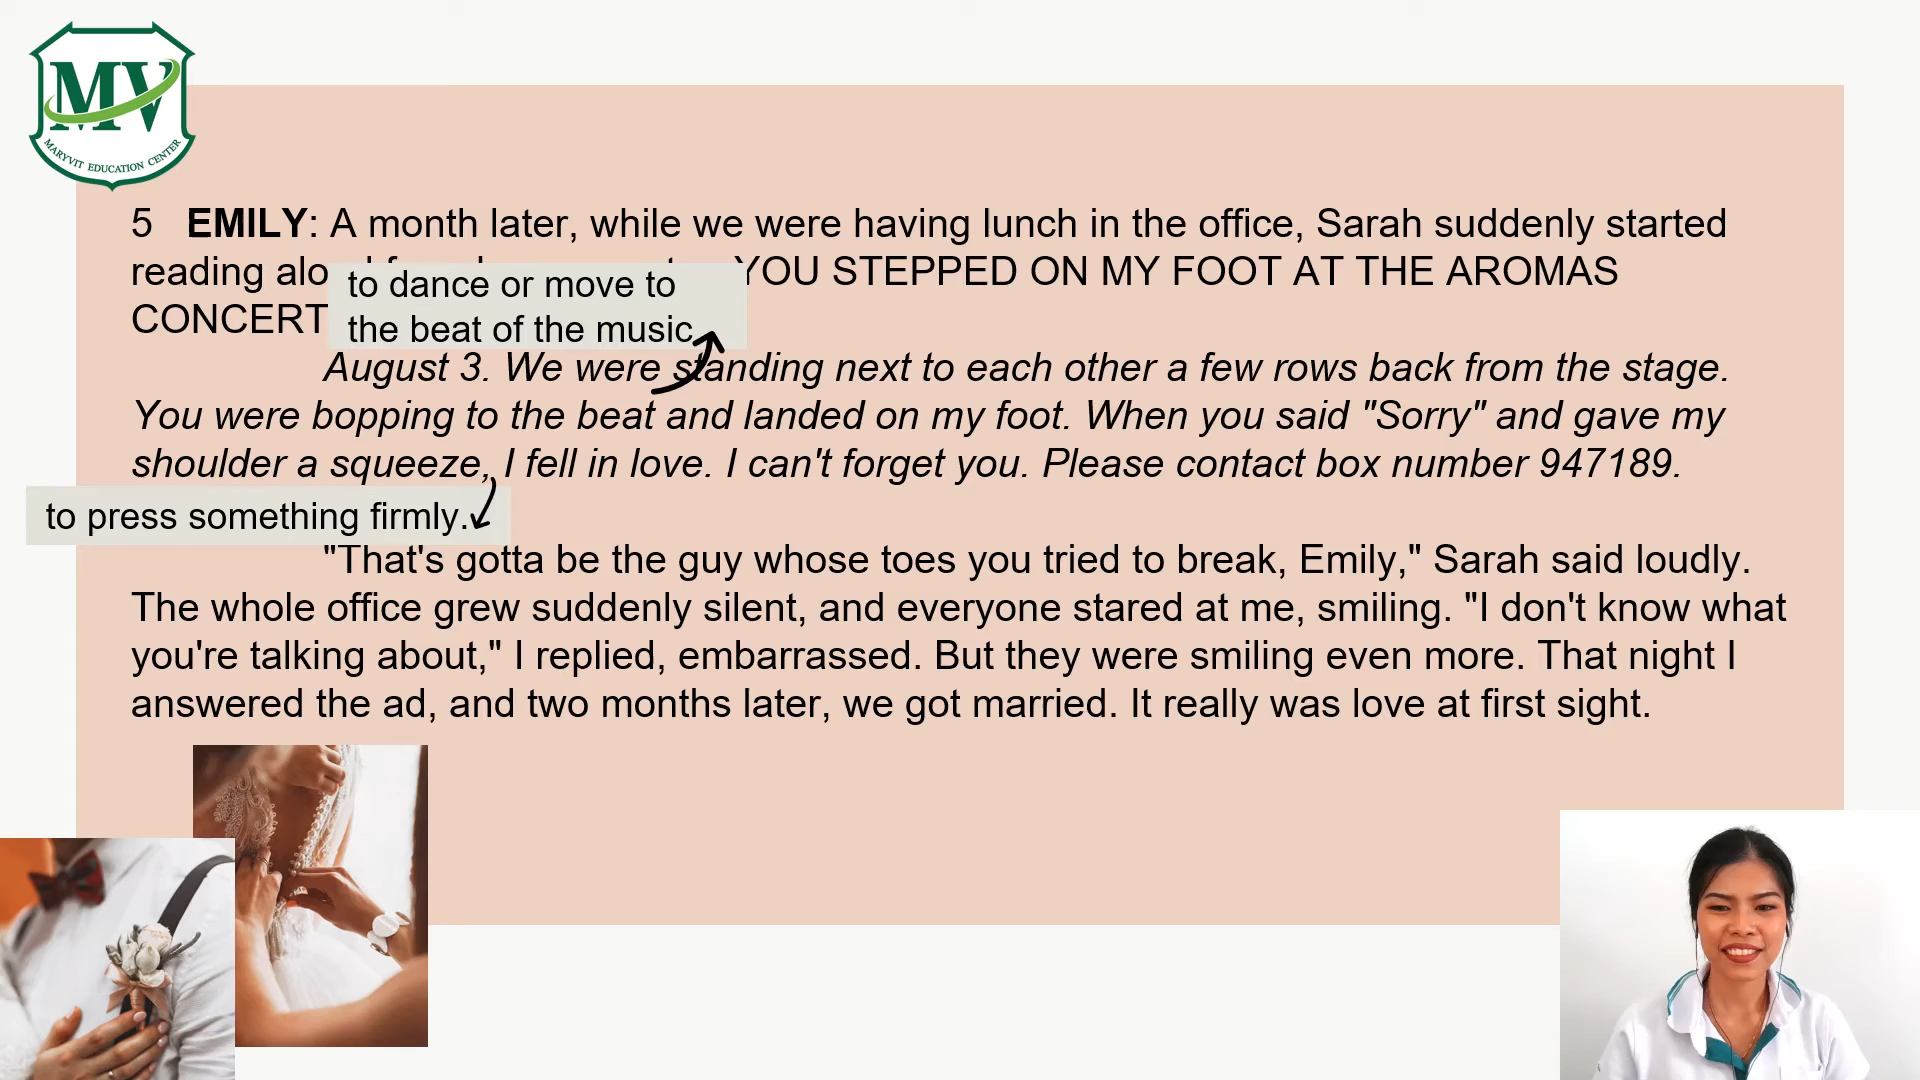 MV
MARYVIT EDUCATION CENTER
5 EMILY: A month later, while we were having lunch in the office, Sarah suddenly started
reading YOU STEPPED ON MY FOOT AT THE AROMAS
CONCERT
to dance or move to
the beat of the music
August 3. We were standing next to each other a few rows back from the stage.
You were bopping to the beat and landed on my foot. When you said "Sorry" and gave my
shoulder a squeeze, I fell in love. I can't forget you. Please contact box number 947189.
to press something firmly.
"That's gotta be the guy whose toes you tried to break, Emily," Sarah said loudly.
The whole office grew suddenly silent, and everyone stared at me, smiling. "I don't know what
you're talking about," I replied, embarrassed. But they were smiling even more. That night I
answered the ad, and two months later, we got married. It really was love at first sight.